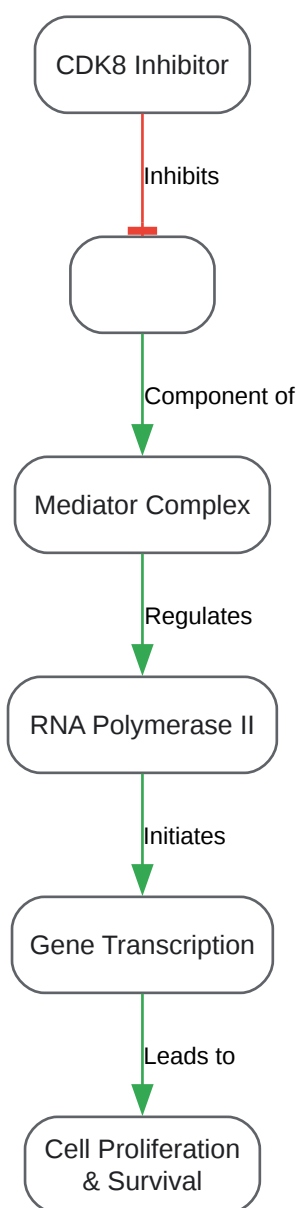 CDK8 Inhibitor
Inhibits
Component of
Mediator Complex
Regulates
RNA Polymerase II
Initiates
Gene Transcription
Leads to
Cell Proliferation
& Survival